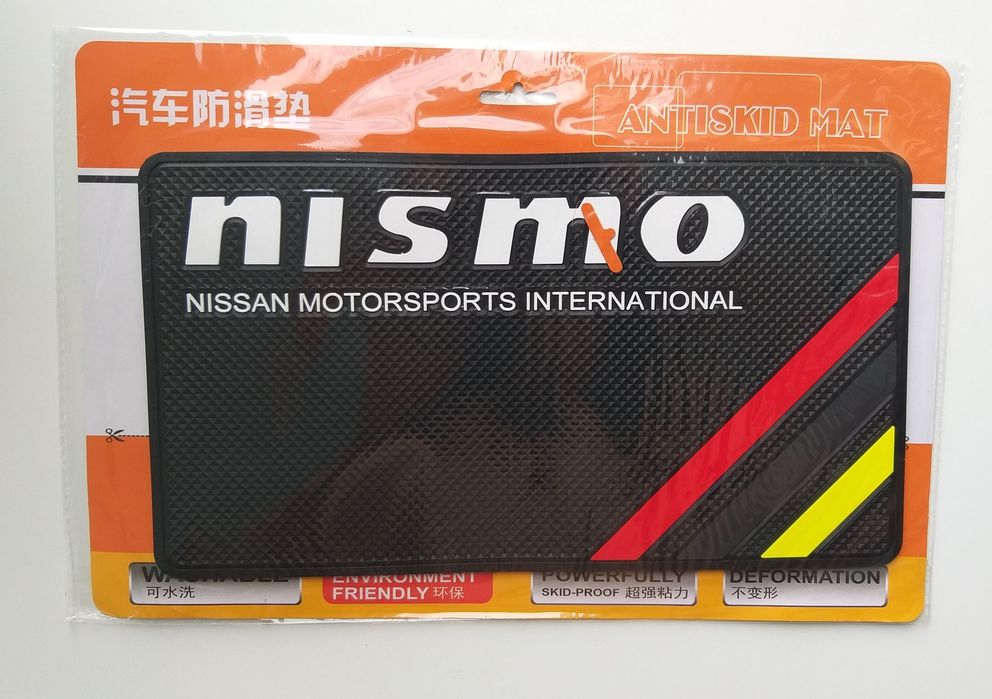 汽车防滑垫
ANTISKID MAT
nismo
NISSAN MOTORSPORTS INTERNATIONAL
WASHABLE
可水洗
ENVIRONMENT
FRIENDLY 环保
POWERFULLY
SKID-PROOF 超强粘力
DEFORMATION
不变形